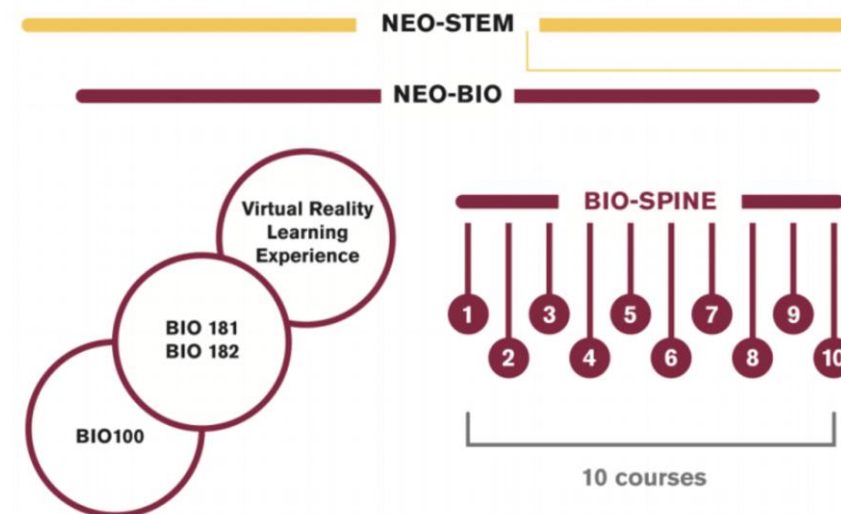 NEO-STEM
NEO-BIO
Virtual Reality
Learning
Experience
BIO 181
BIO 182
BIO100
BIO-SPINE
1
2
3
4
5
6
7
8
9
10
10 courses